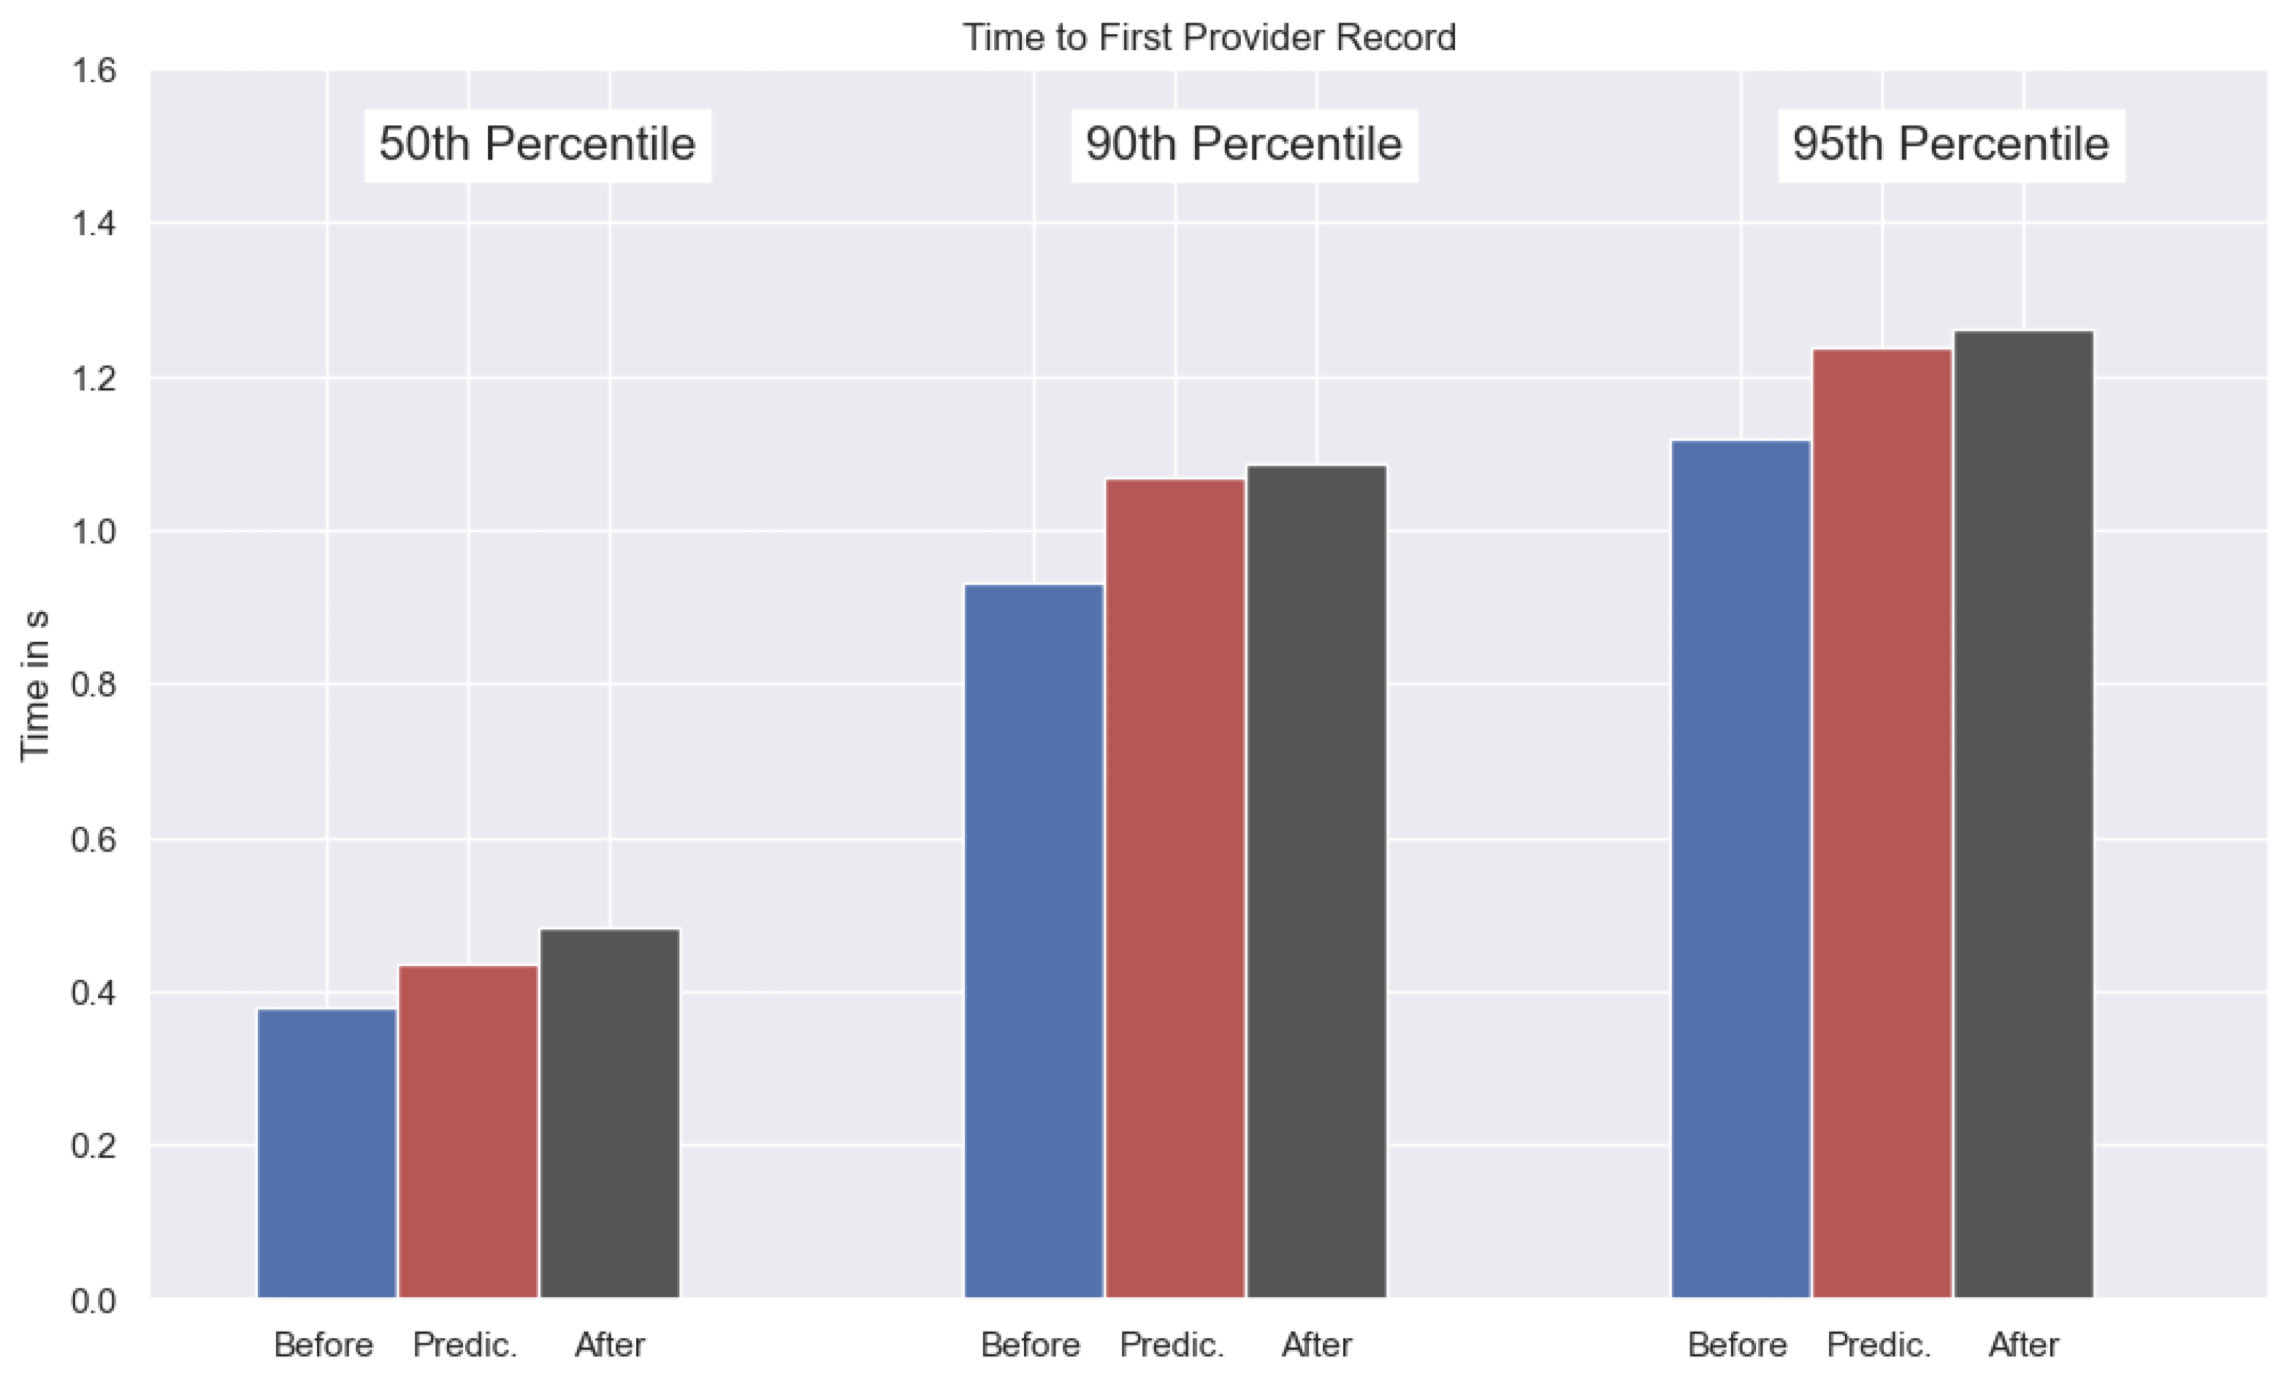 Time to First Provider Record
50th Percentile
90th Percentile
95th Percentile
1.6
1.4
1.2
1.0
0.8
0.6
0.4
0.2
0.0
Time in s
Before Predic. After Before Predic. After Before Predic. After